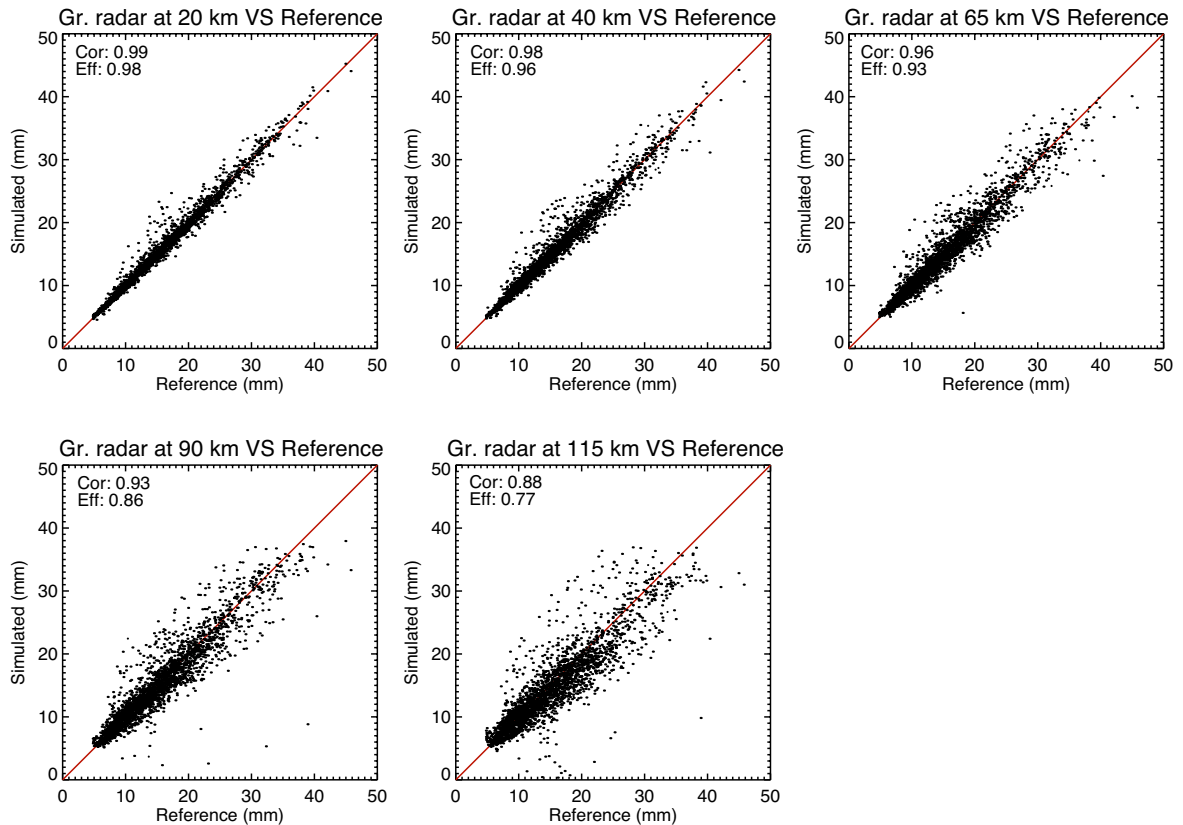 Gr. radar at 20 km VS Reference
Cor: 0.99
Eff: 0.98
50
40
30
20
10
0
Simulated (mm)
0 10 20 30 40 50
Reference (mm)
Gr. radar at 40 km VS Reference
Cor: 0.98
Eff: 0.96
50
40
30
20
10
0
Simulated (mm)
0 10 20 30 40 50
Reference (mm)
Gr. radar at 65 km VS Reference
Cor: 0.96
Eff: 0.93
50
40
30
20
10
0
Simulated (mm)
0 10 20 30 40 50
Reference (mm)
Gr. radar at 90 km VS Reference
Cor: 0.93
Eff: 0.86
50
40
30
20
10
0
Simulated (mm)
0 10 20 30 40 50
Reference (mm)
Gr. radar at 115 km VS Reference
Cor: 0.88
Eff: 0.77
50
40
30
20
10
0
Simulated (mm)
0 10 20 30 40 50
Reference (mm)